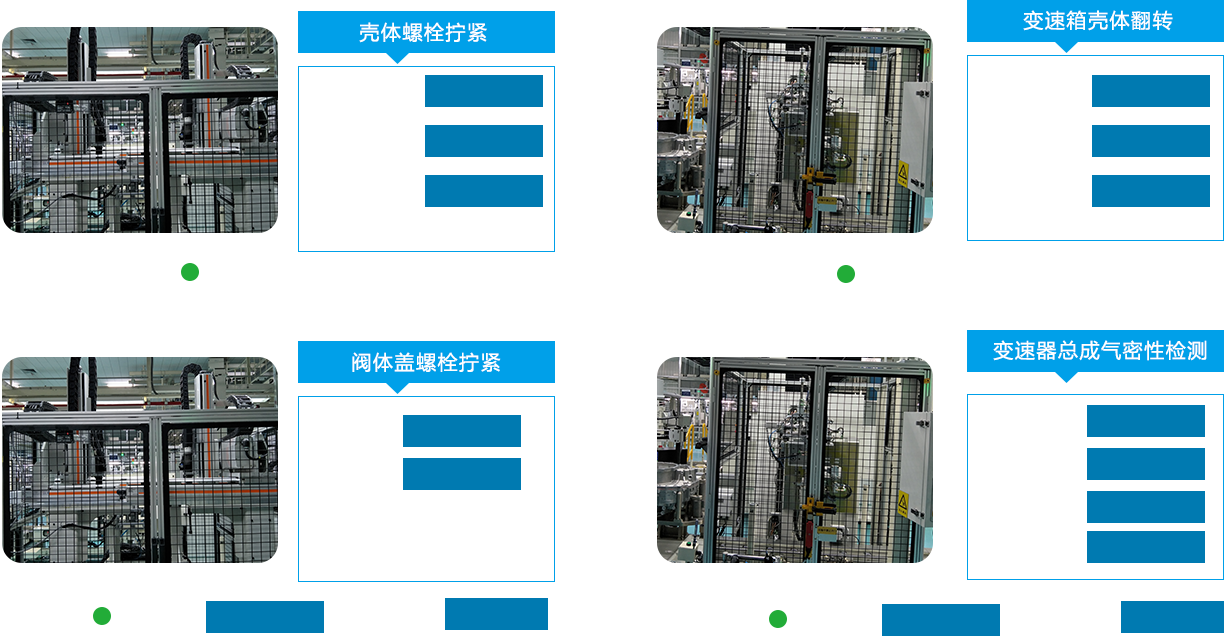 壳体螺栓拧紧
变速箱壳体翻转
阀体盖螺栓拧紧
变速器总成气密性检测